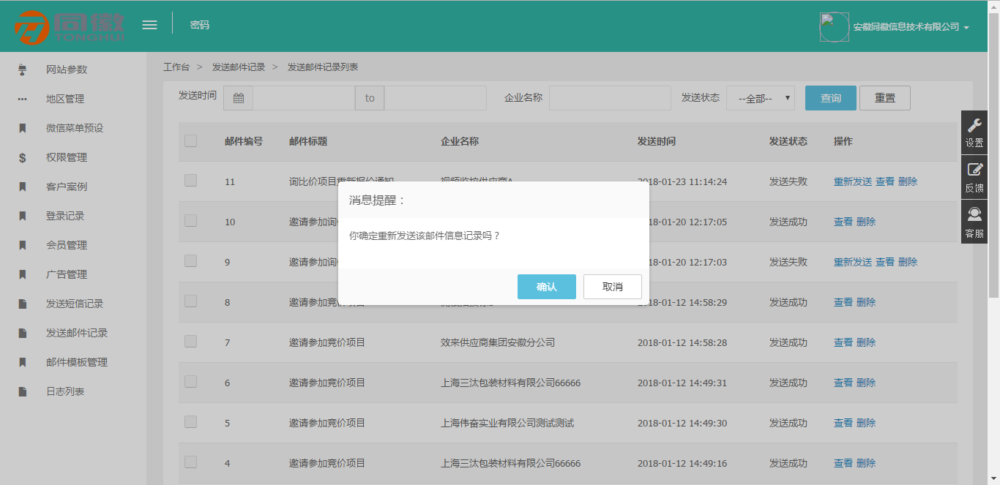 同徽
TONGHUI
密码
安徽同徽信息技术有限公司
网站参数
地区管理
微信菜单预设
权限管理
客户案例
登录记录
会员管理
广告管理
发送短信记录
发送邮件记录
邮件模板管理
日志列表
工作台 > 发送邮件记录 > 发送邮件记录列表
发送时间 to 企业名称 发送状态 --全部-- 查询 重置
邮件编号 邮件标题 企业名称 发送时间 发送状态 操作
11 询比价项目重新报价通知 视频监控供应商A 2018-01-23 11:14:24 发送失败 重新发送 查看 删除
10 邀请参加询 18-01-20 12:17:05 发送成功 查看 删除
9 邀请参加询 18-01-20 12:17:03 发送失败 重新发送 查看 删除
8 邀请参加竞价项目 2018-01-12 14:58:29 发送成功 查看 删除
7 邀请参加竞价项目 效来供应商集团安徽分公司 2018-01-12 14:58:28 发送成功 查看 删除
6 邀请参加竞价项目 上海三汰包装材料有限公司66666 2018-01-12 14:49:31 发送成功 查看 删除
5 邀请参加竞价项目 上海伟奋实业有限公司测试测试 2018-01-12 14:49:30 发送成功 查看 删除
4 邀请参加竞价项目 上海三汰包装材料有限公司66666 2018-01-12 14:49:16 发送成功 查看 删除
消息提醒：
你确定重新发送该邮件信息记录吗？
确认 取消
设置
反馈
客服